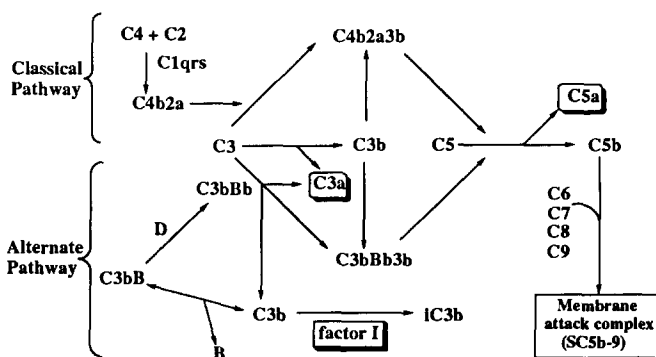 C4 + C2
C4b2a3b
Classical
Pathway
C1qrs
C4b2a
C5a
C3
C3b
C5
C5b
C3bBb
C3a
D
C6
C7
C8
C9
Alternate
Pathway
C3bB
C3bBb3b
C3b
iC3b
factor I
B
Membrane
attack complex
(SC5b-9)